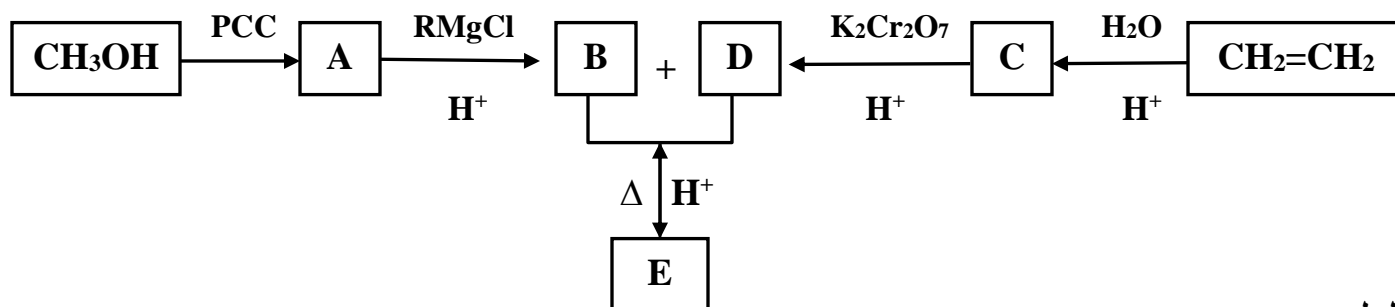 PCC RMgCl K₂Cr₂O₇ H₂O
CH₃OH A B + D C CH₂=CH₂
H⁺ H⁺ H⁺
Δ H⁺
E